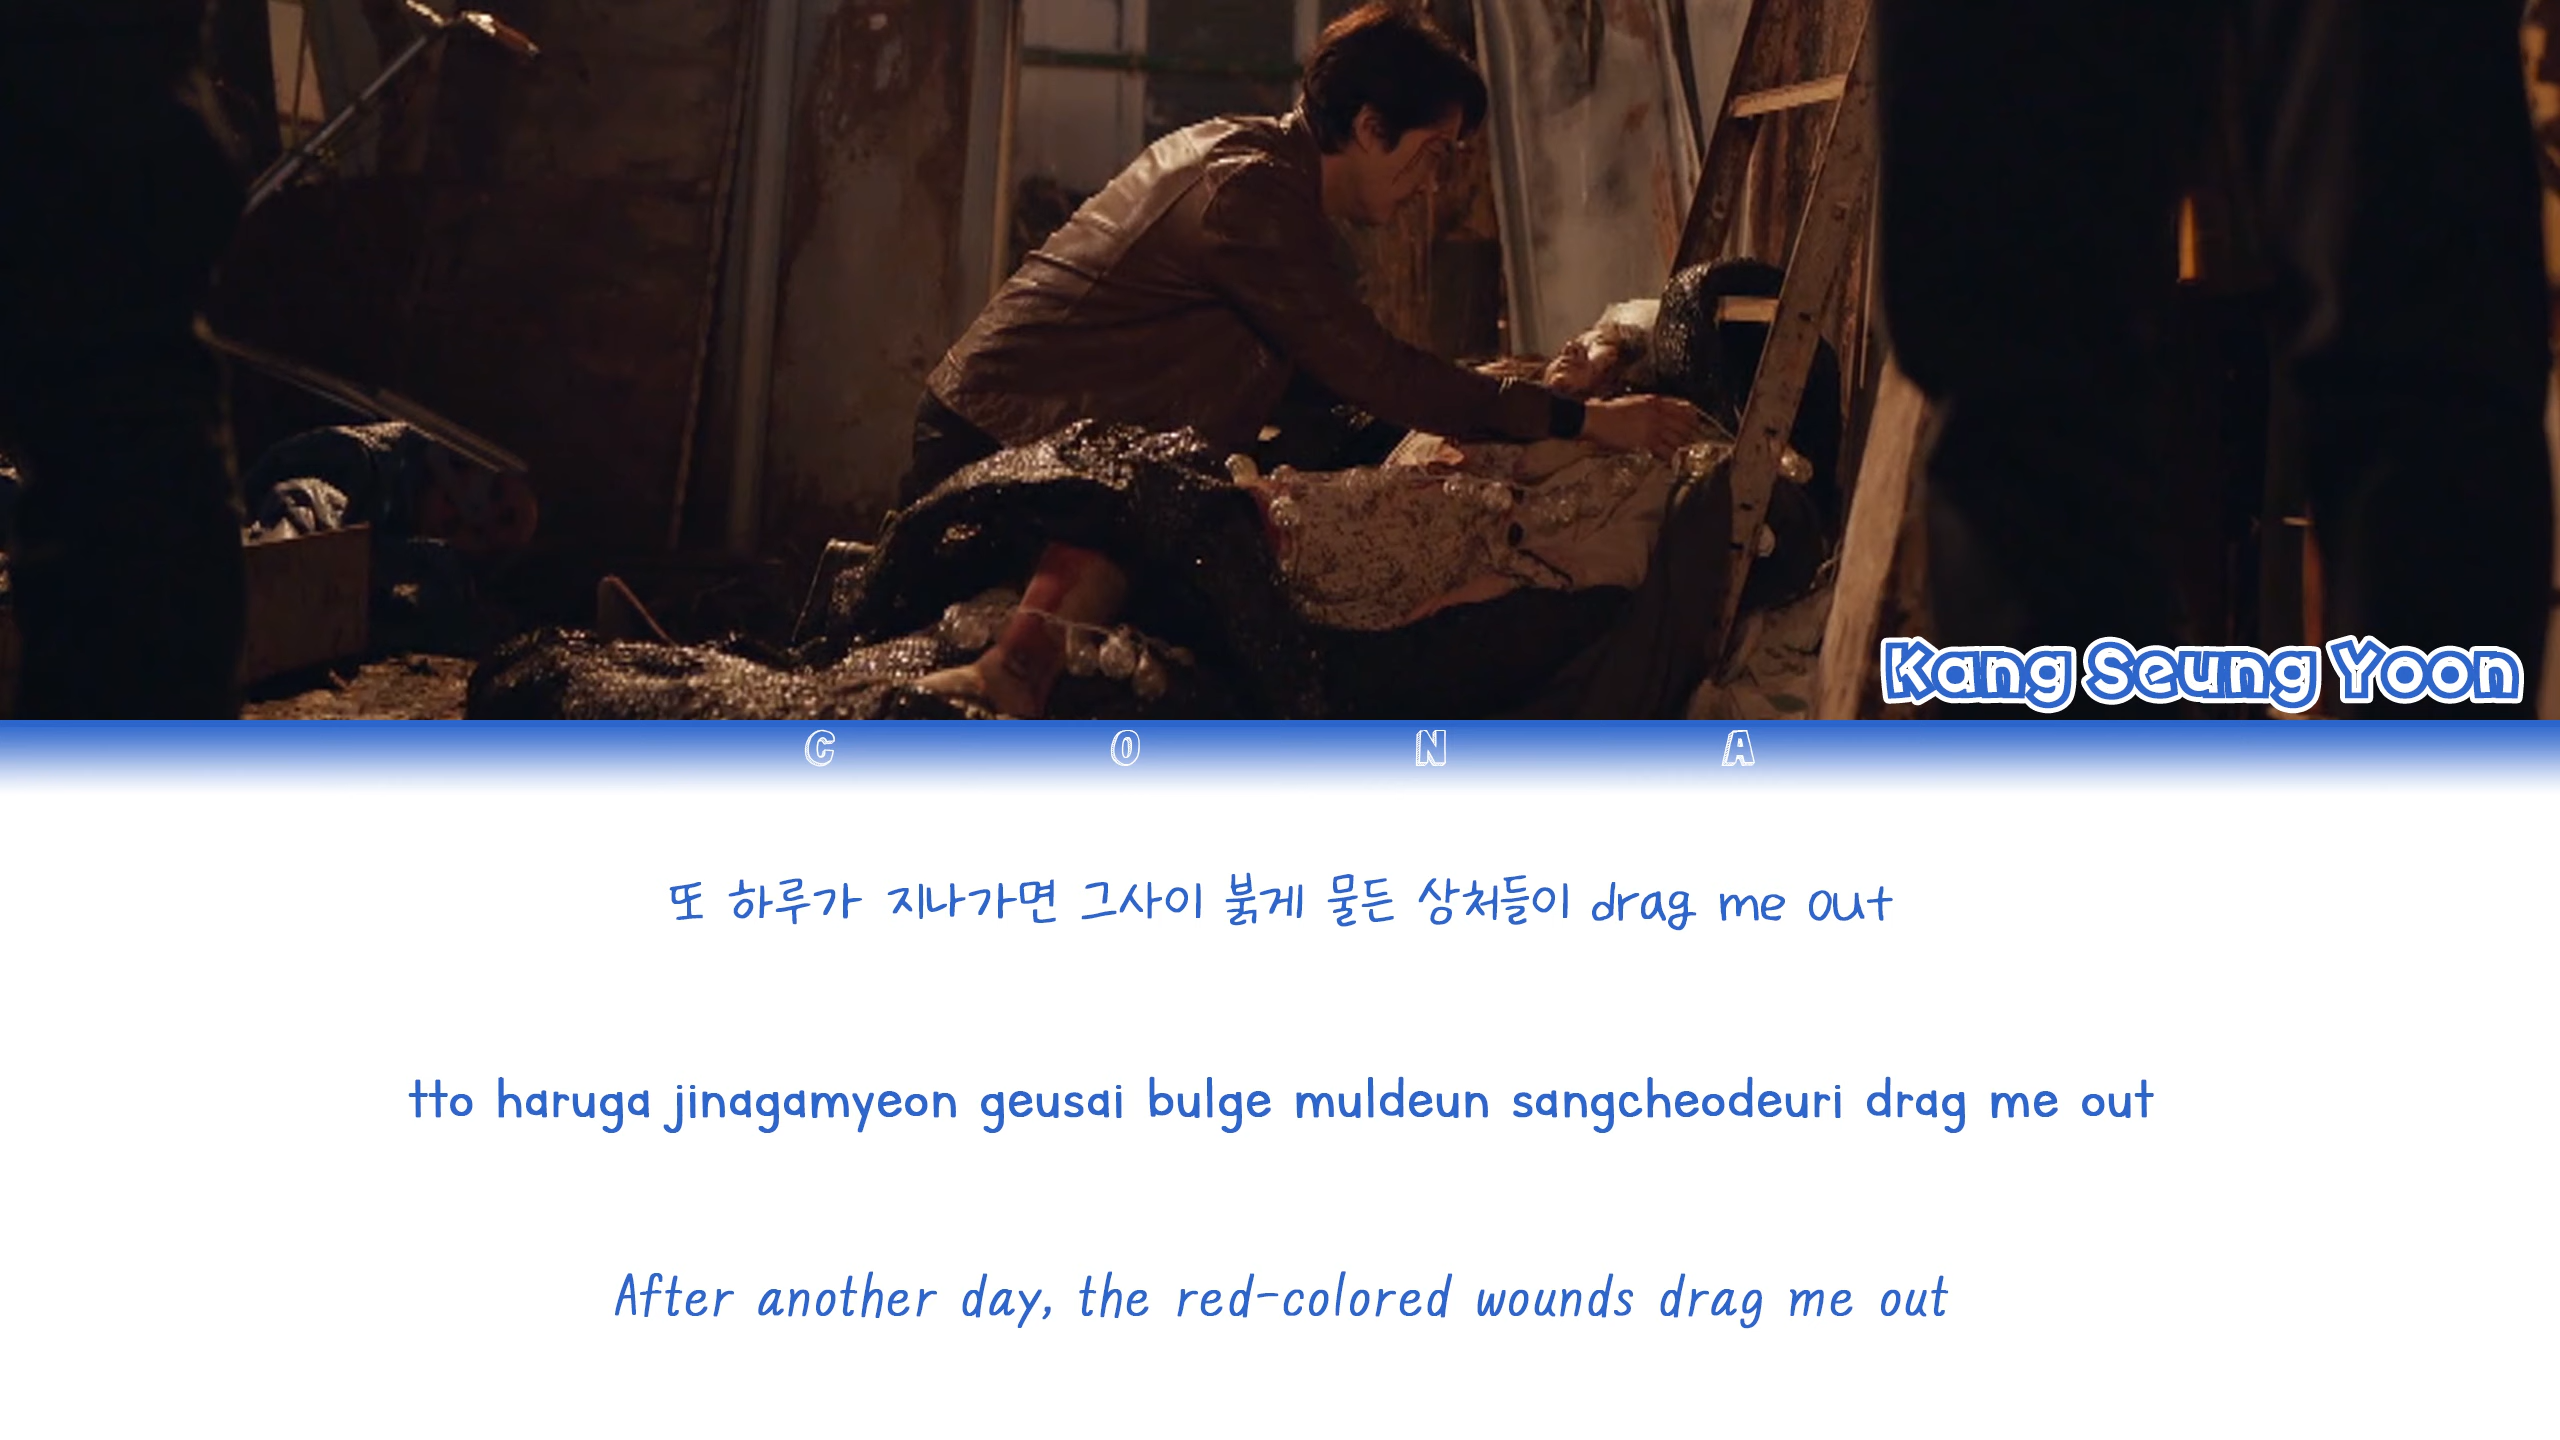 Kang Seung Yoon
C O N A
또 하루가 지나가면 그사이 붉게 물든 상처들이 drag me out
tto haruga jinagamyeon geusai bulge muldeun sangcheodeuri drag me out
After another day, the red-colored wounds drag me out